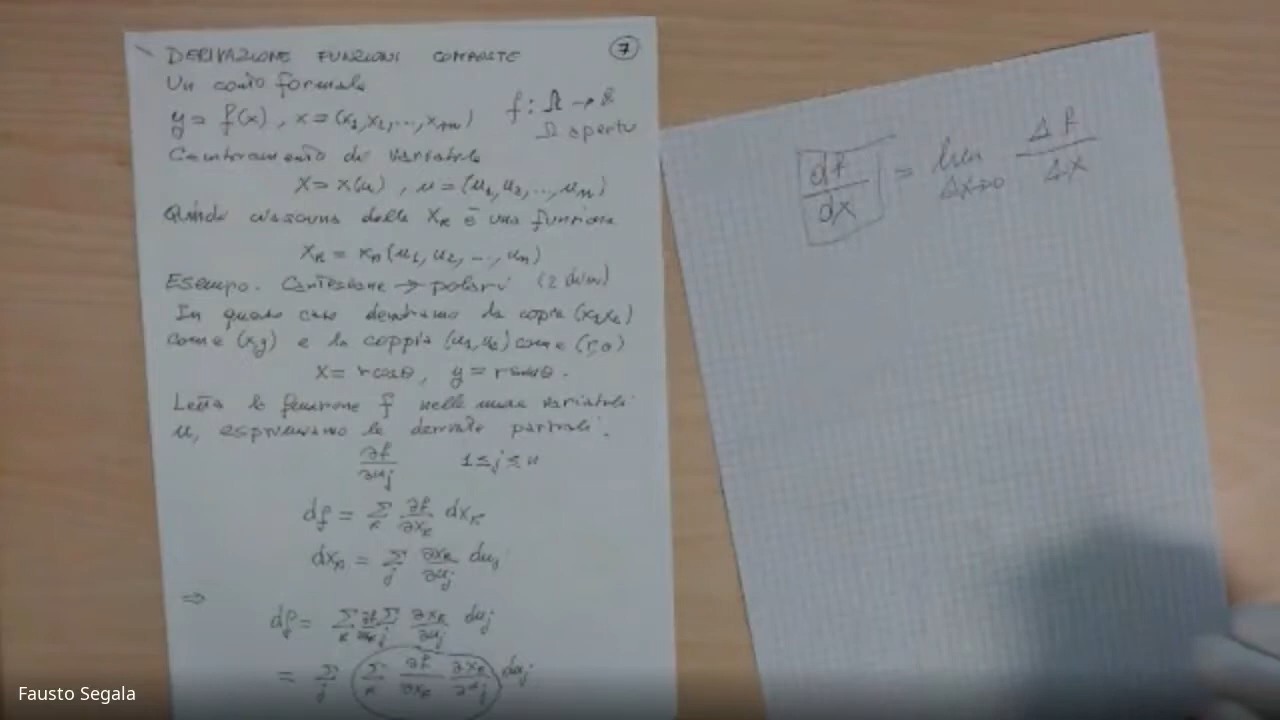 DERIVAZIONE FUNZIONI COMPOSTE 7
Un conto formale
y = f(x), x = (x₁, x₂, ..., xₘ) f: Ω → R
Ω aperto
Cambiamento di variabile
x = x(u), u = (u₁, u₂, ..., uₙ)
Quindi ciascuna delle xₖ è una funzione
xₖ = xₖ(u₁, u₂, ..., uₙ)
Esempio. Cartesiane → polari (2 dim)
In questo caso denotiamo la coppia (x₁x₂)
come (x,y) e la coppia (u₁,u₂) come (r,θ)
x = r cosθ, y = r sinθ.
Letta la funzione f nelle nuove variabili
u, esprimiamo le derivate parziali.
∂f/∂uⱼ 1 ≤ j ≤ n
df = Σₖ ∂f/∂xₖ dxₖ
dxₖ = Σⱼ ∂xₖ/∂uⱼ duⱼ
⇒
df = Σₖ ∂f/∂xₖ Σⱼ ∂xₖ/∂uⱼ duⱼ
= Σⱼ Σₖ ∂f/∂xₖ ∂xₖ/∂uⱼ duⱼ
df/dx = lim Δx→0 Δf/Δx
Fausto Segala